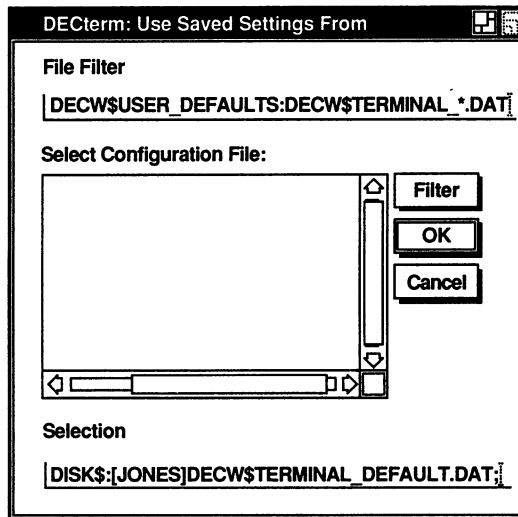 DECterm: Use Saved Settings From
File Filter
DECW$USER_DEFAULTS:DECW$TERMINAL_*.DAT
Select Configuration File:
Filter
OK
Cancel
Selection
DISK$:[JONES]DECW$TERMINAL_DEFAULT.DAT;